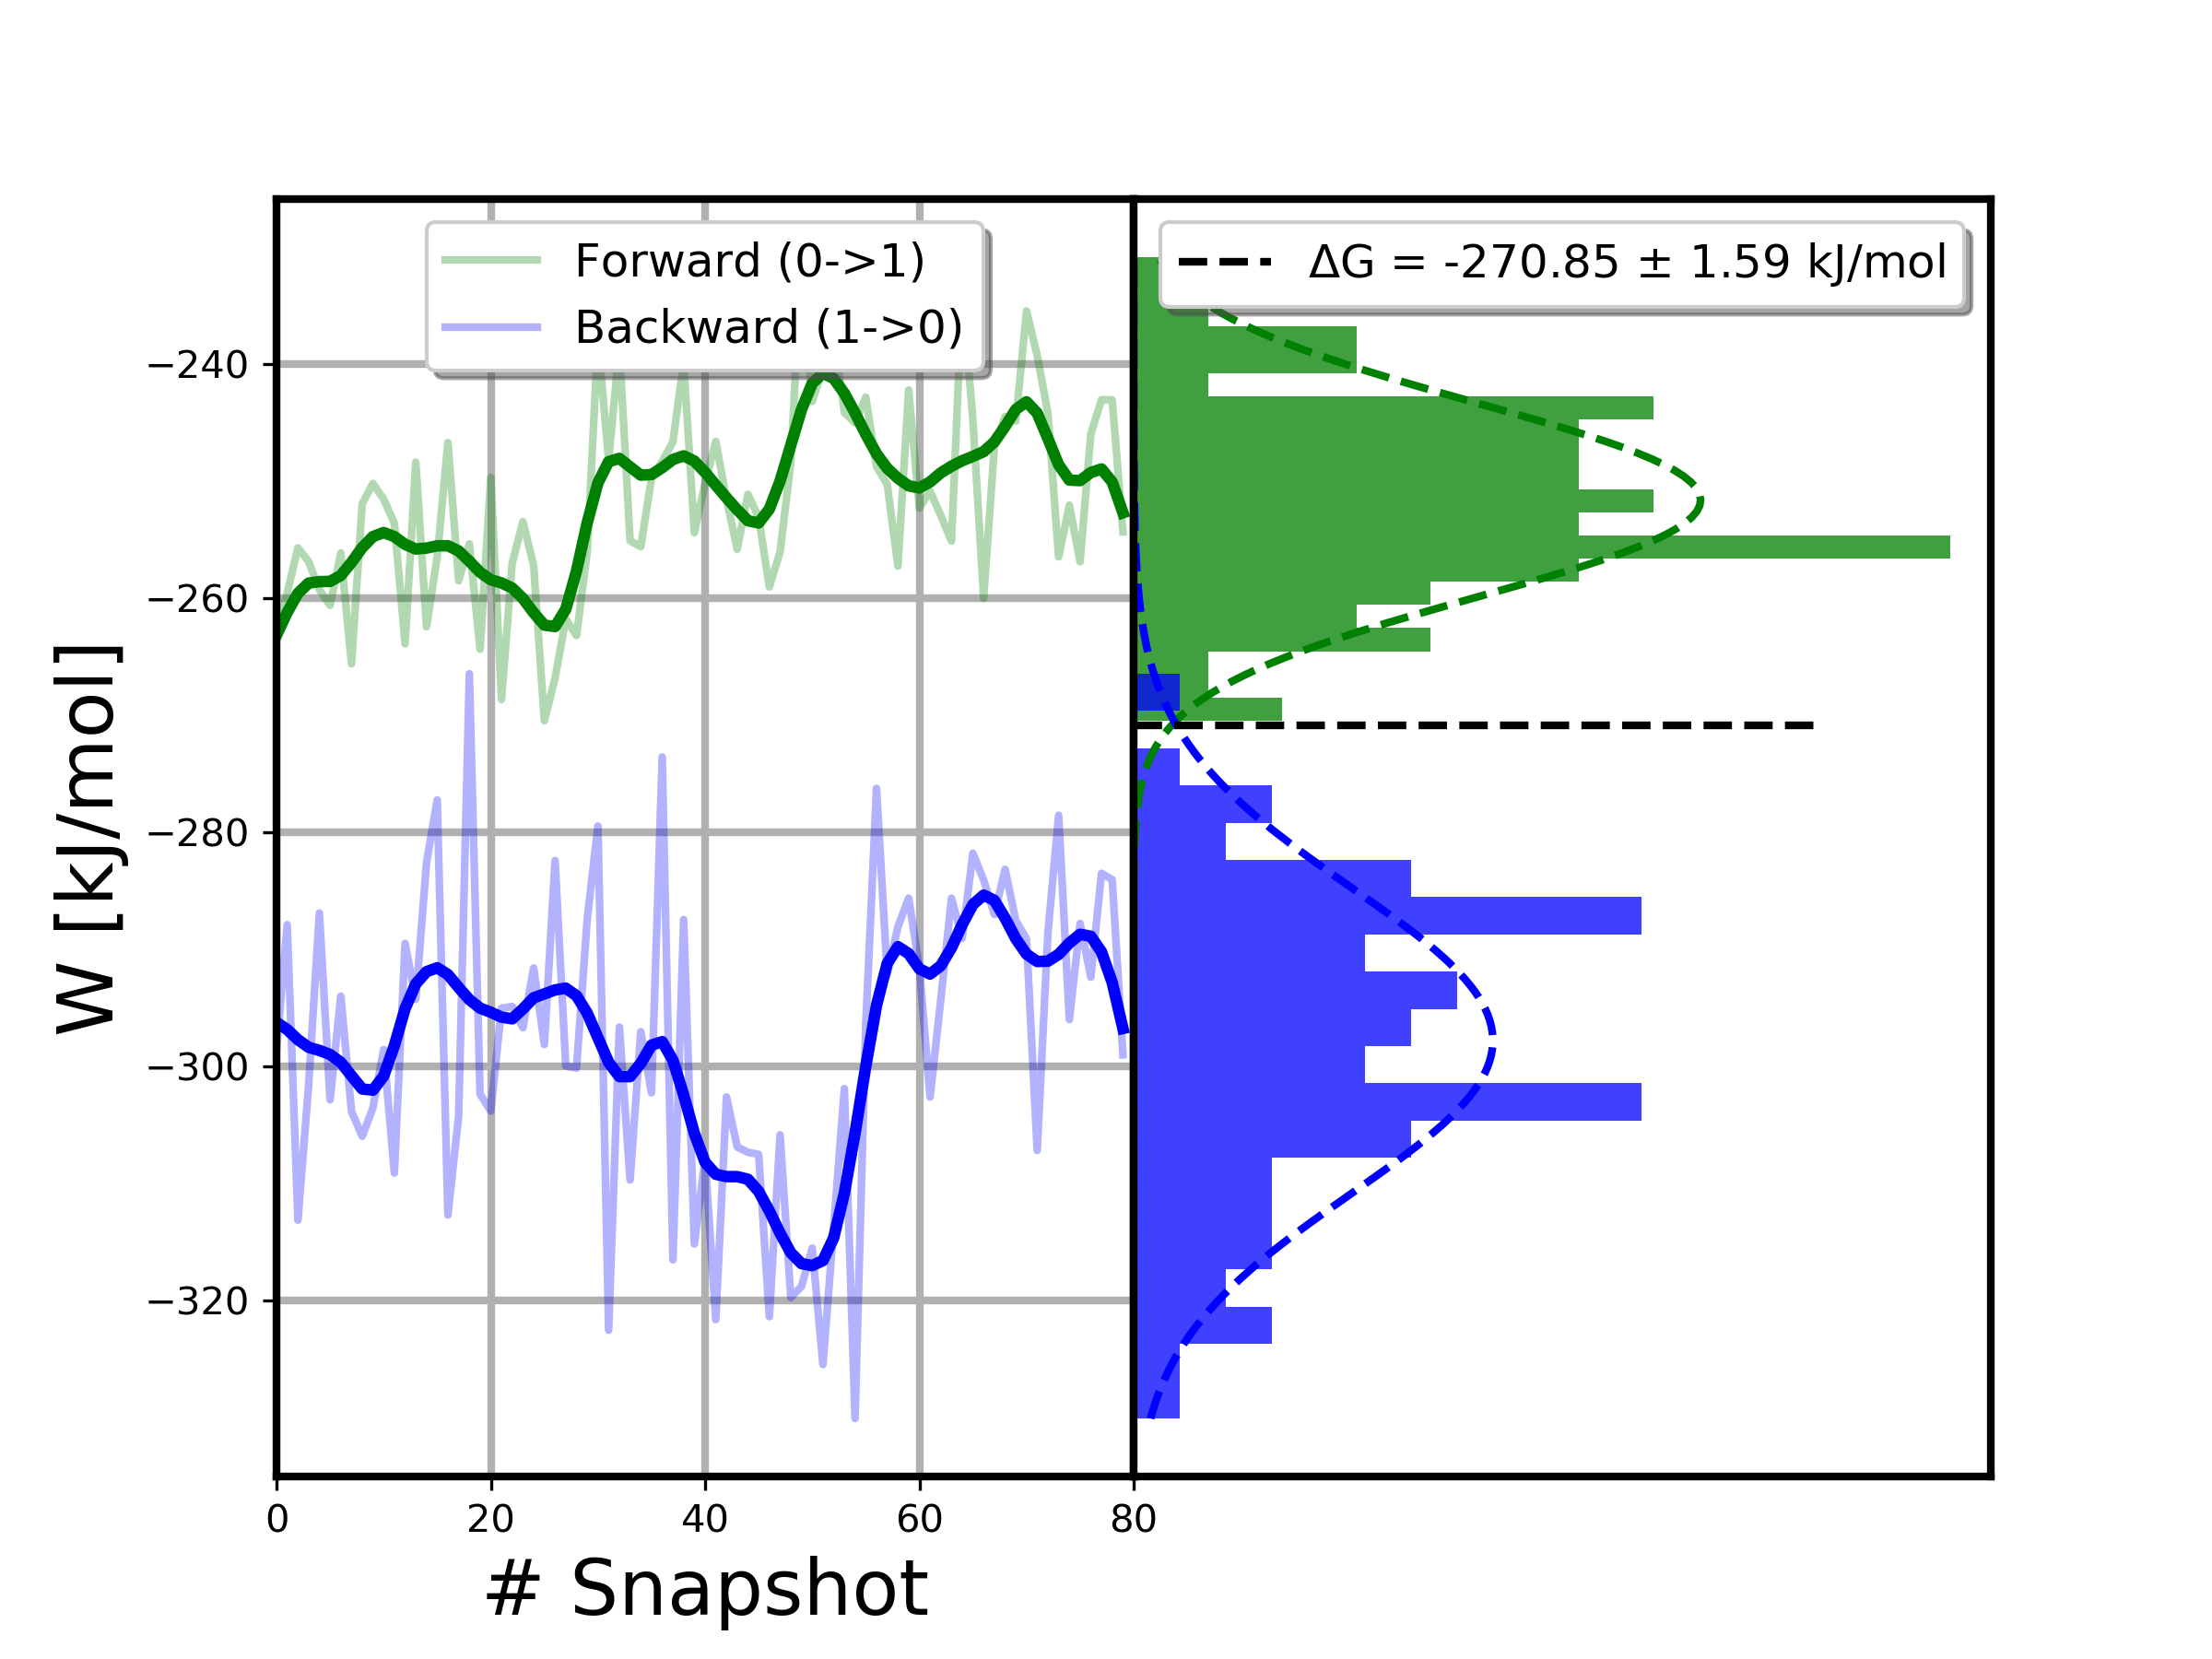 Forward (0->1)
Backward (1->0)
ΔG = -270.85 ± 1.59 kJ/mol
W [kJ/mol]
−240
−260
−280
−300
−320
0 20 40 60 80
# Snapshot